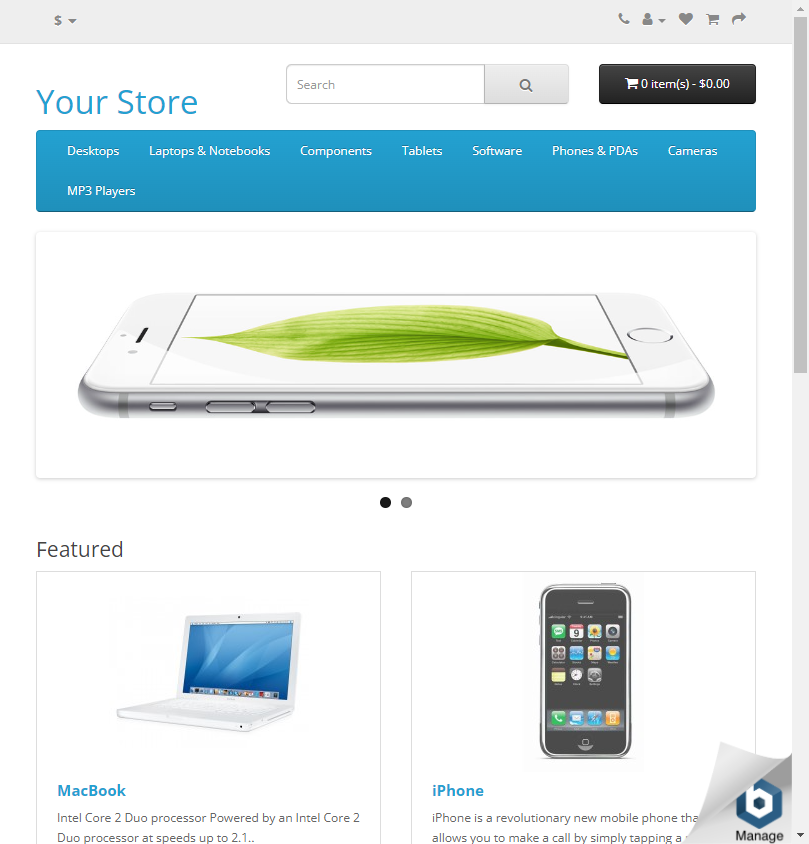 $
Your Store
Search
0 item(s) - $0.00
Desktops
Laptops & Notebooks
Components
Tablets
Software
Phones & PDAs
Cameras
MP3 Players
Featured
MacBook
Intel Core 2 Duo processor Powered by an Intel Core 2
Duo processor at speeds up to 2.1..
iPhone
iPhone is a revolutionary new mobile phone tha
allows you to make a call by simply tapping a
Manage